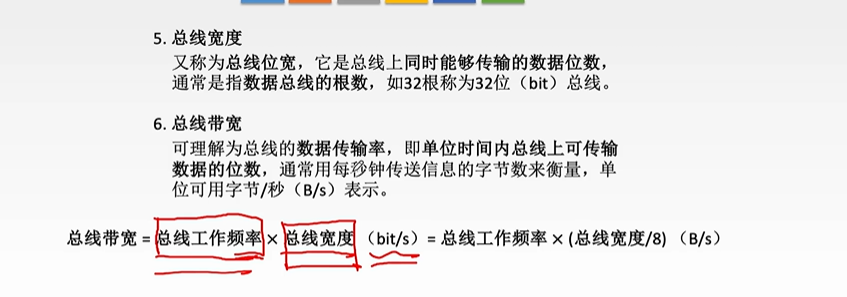 5. 总线宽度
又称为总线位宽，它是总线上同时能够传输的数据位数，
通常是指数据总线的根数，如32根称为32位（bit）总线。
6. 总线带宽
可理解为总线的数据传输率，即单位时间内总线上可传输
数据的位数，通常用每秒钟传送信息的字节数来衡量，单
位可用字节/秒（B/s）表示。
总线带宽 = 总线工作频率 × 总线宽度 （bit/s）= 总线工作频率 × (总线宽度/8) （B/s）